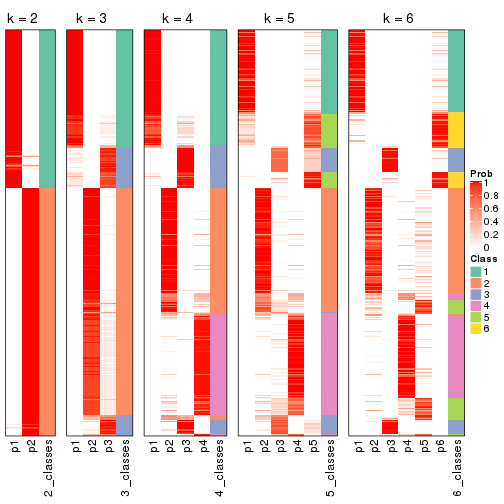 k = 2
k = 3
k = 4
k = 5
k = 6
p1
p2
2_classes
p1
p2
p3
3_classes
p1
p2
p3
p4
4_classes
p1
p2
p3
p4
p5
5_classes
p1
p2
p3
p4
p5
p6
6_classes
Prob
1
0.8
0.6
0.4
0.2
0
Class
1
2
3
4
5
6